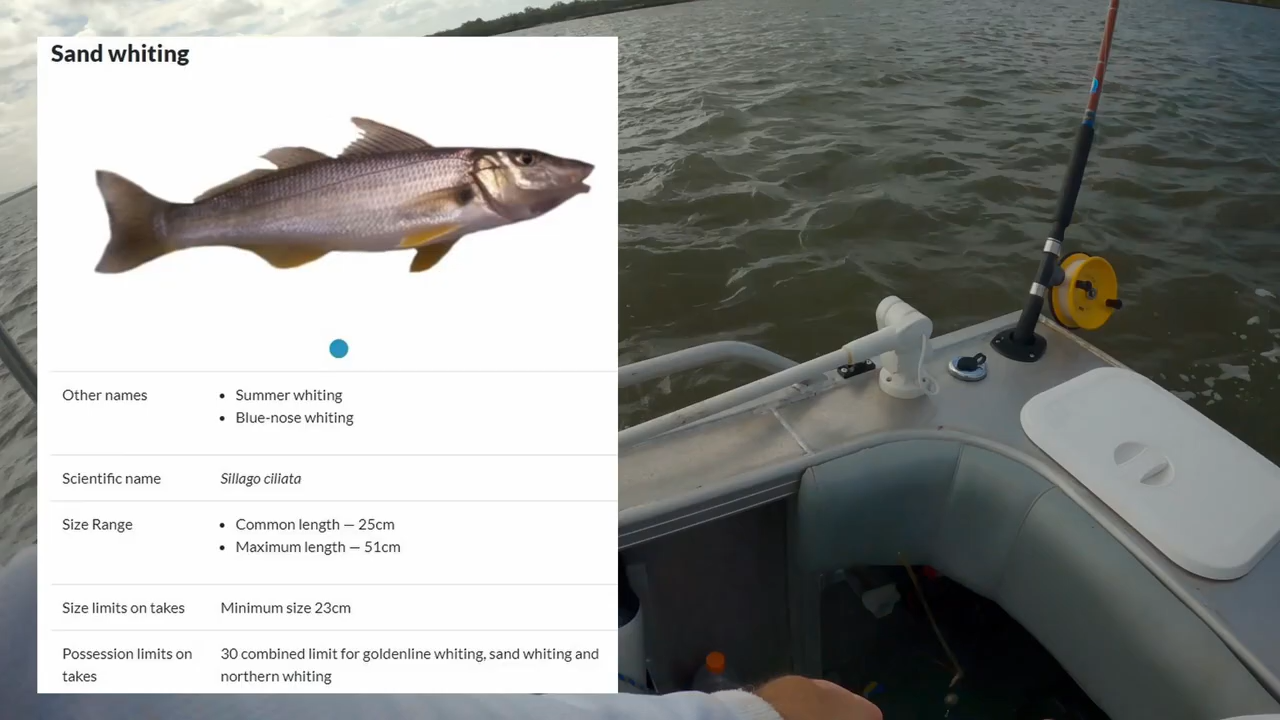 Sand whiting
Other names
• Summer whiting
• Blue-nose whiting
Scientific name
Sillago ciliata
Size Range
• Common length — 25cm
• Maximum length — 51cm
Size limits on takes
Minimum size 23cm
Possession limits on
takes
30 combined limit for goldenline whiting, sand whiting and
northern whiting